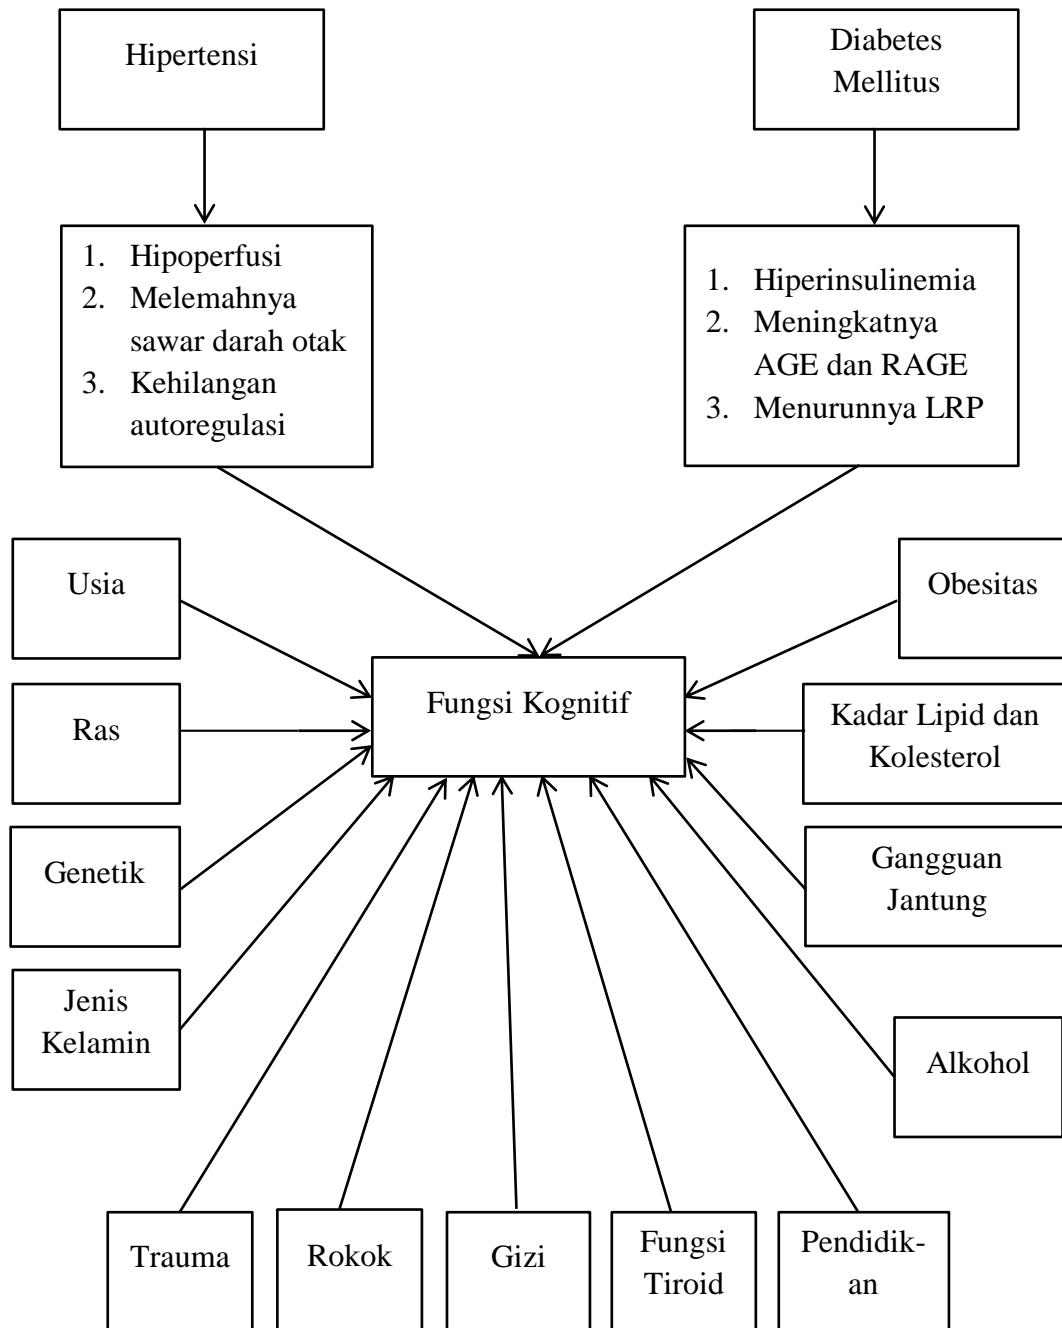 Hipertensi
Diabetes
Mellitus
1. Hipoperfusi
2. Melemahnya
sawar darah otak
3. Kehilangan
autoregulasi
1. Hiperinsulinemia
2. Meningkatnya
AGE dan RAGE
3. Menurunnya LRP
Usia
Obesitas
Fungsi Kognitif
Ras
Kadar Lipid dan
Kolesterol
Genetik
Gangguan
Jantung
Jenis
Kelamin
Alkohol
Trauma
Rokok
Gizi
Fungsi
Tiroid
Pendidik-
an